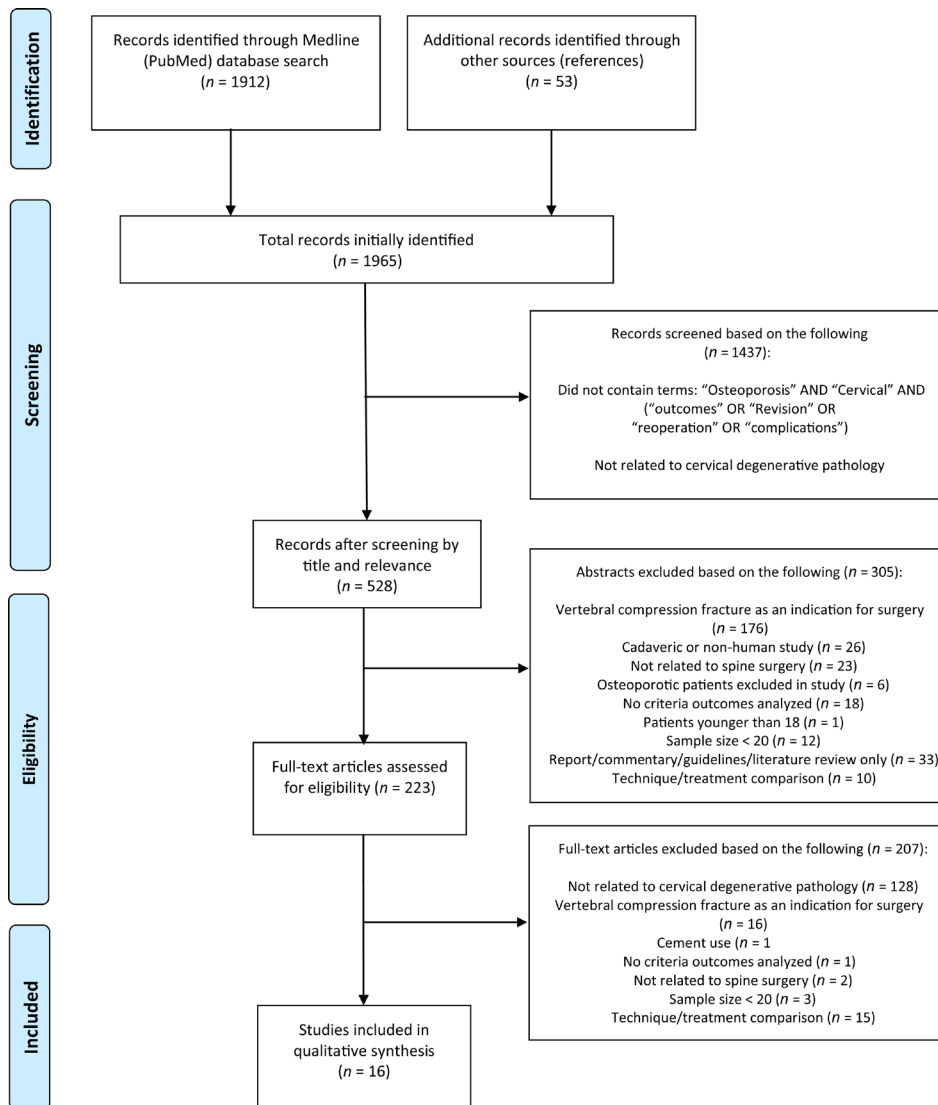 Identification
Records identified through Medline
(PubMed) database search
(n = 1912)
Additional records identified through
other sources (references)
(n = 53)
Screening
Total records initially identified
(n = 1965)
Records screened based on the following
(n = 1437):
Did not contain terms: “Osteoporosis” AND “Cervical” AND
(“outcomes” OR “Revision” OR
“reoperation” OR “complications”)
Not related to cervical degenerative pathology
Records after screening by
title and relevance
(n = 528)
Eligibility
Abstracts excluded based on the following (n = 305):
Vertebral compression fracture as an indication for surgery
(n = 176)
Cadaveric or non-human study (n = 26)
Not related to spine surgery (n = 23)
Osteoporotic patients excluded in study (n = 6)
No criteria outcomes analyzed (n = 18)
Patients younger than 18 (n = 1)
Sample size < 20 (n = 12)
Report/commentary/guidelines/literature review only (n = 33)
Technique/treatment comparison (n = 10)
Full-text articles assessed
for eligibility (n = 223)
Full-text articles excluded based on the following (n = 207):
Not related to cervical degenerative pathology (n = 128)
Vertebral compression fracture as an indication for surgery
(n = 16)
Cement use (n = 1
No criteria outcomes analyzed (n = 1)
Not related to spine surgery (n = 2)
Sample size < 20 (n = 3)
Technique/treatment comparison (n = 15)
Included
Studies included in
qualitative synthesis
(n = 16)